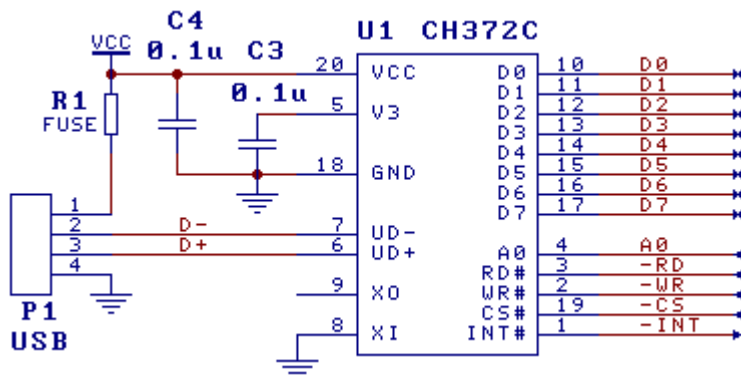 C4 U1 CH372C
VCC 0.1u C3
20 VCC D0 10 D0
D1 11 D1
R1 0.1u 5 V3 D2 12 D2
FUSE D3 13 D3
D4 14 D4
18 GND D5 15 D5
D6 16 D6
1 D7 17 D7
2 D- 7 UD-
3 D+ 6 UD+ A0 4 A0
4 RD# 3 -RD
9 XO WR# 2 -WR
P1 CS# 19 -CS
USB 8 XI INT# 1 -INT